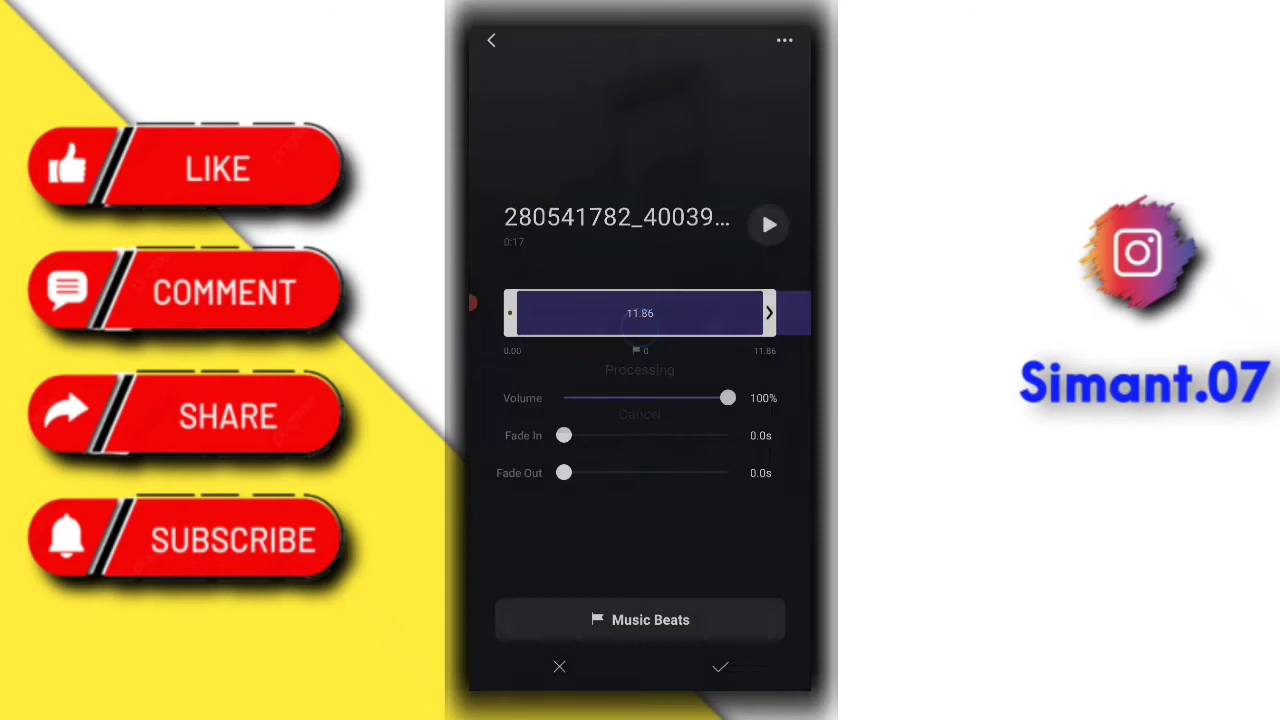 LIKE
COMMENT
SHARE
SUBSCRIBE
280541782_40039...
0:17
11.86
0.00
0
11.86
Processing
Volume
100%
Cancel
Fade In
0.0s
Fade Out
0.0s
Music Beats
Simant.07